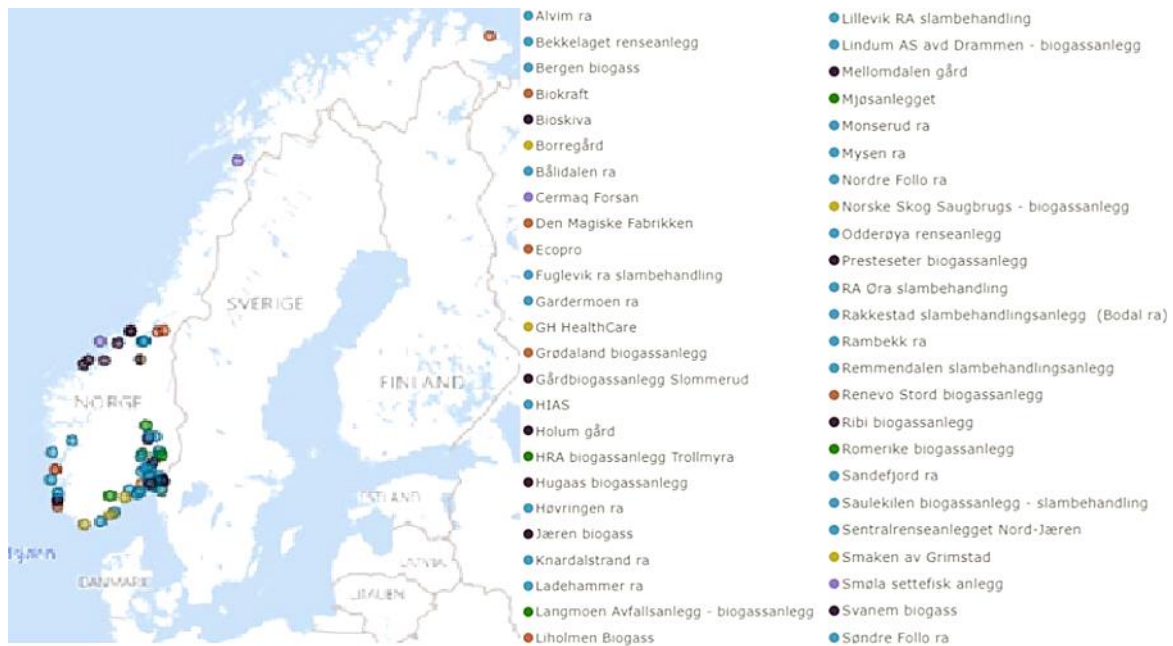 SVERIGE
FINLAND
NORGE
DANMARK
LATVIA
Alvim ra
Bekkelaget renseanlegg
Bergen biogass
Biokraft
Bioskiva
Borregård
Bålidalen ra
Cermaq Forsan
Den Magiske Fabrikken
Ecopro
Fuglevik ra slambehandling
Gardermoen ra
GH HealthCare
Grødaland biogassanlegg
Gårdbiogassanlegg Slommerud
HIAS
Holum gård
HRA biogassanlegg Trollmyra
Hugaas biogassanlegg
Høvringen ra
Jæren biogass
Knardalstrand ra
Ladehammer ra
Langmoen Avfallsanlegg - biogassanlegg
Liholmen Biogass
Lillevik RA slambehandling
Lindum AS avd Drammen - biogassanlegg
Mellomdalen gård
Mjøsanlegget
Monserud ra
Mysen ra
Nordre Follo ra
Norske Skog Saugbrugs - biogassanlegg
Odderøya renseanlegg
Presteseter biogassanlegg
RA Øra slambehandling
Rakkestad slambehandlingsanlegg (Bodal ra)
Rambekk ra
Remmendalen slambehandlingsanlegg
Renevo Stord biogassanlegg
Ribi biogassanlegg
Romerike biogassanlegg
Sandefjord ra
Saulekilen biogassanlegg - slambehandling
Sentralrenseanlegget Nord-Jæren
Smaken av Grimstad
Smøla settefisk anlegg
Svanem biogass
Søndre Follo ra